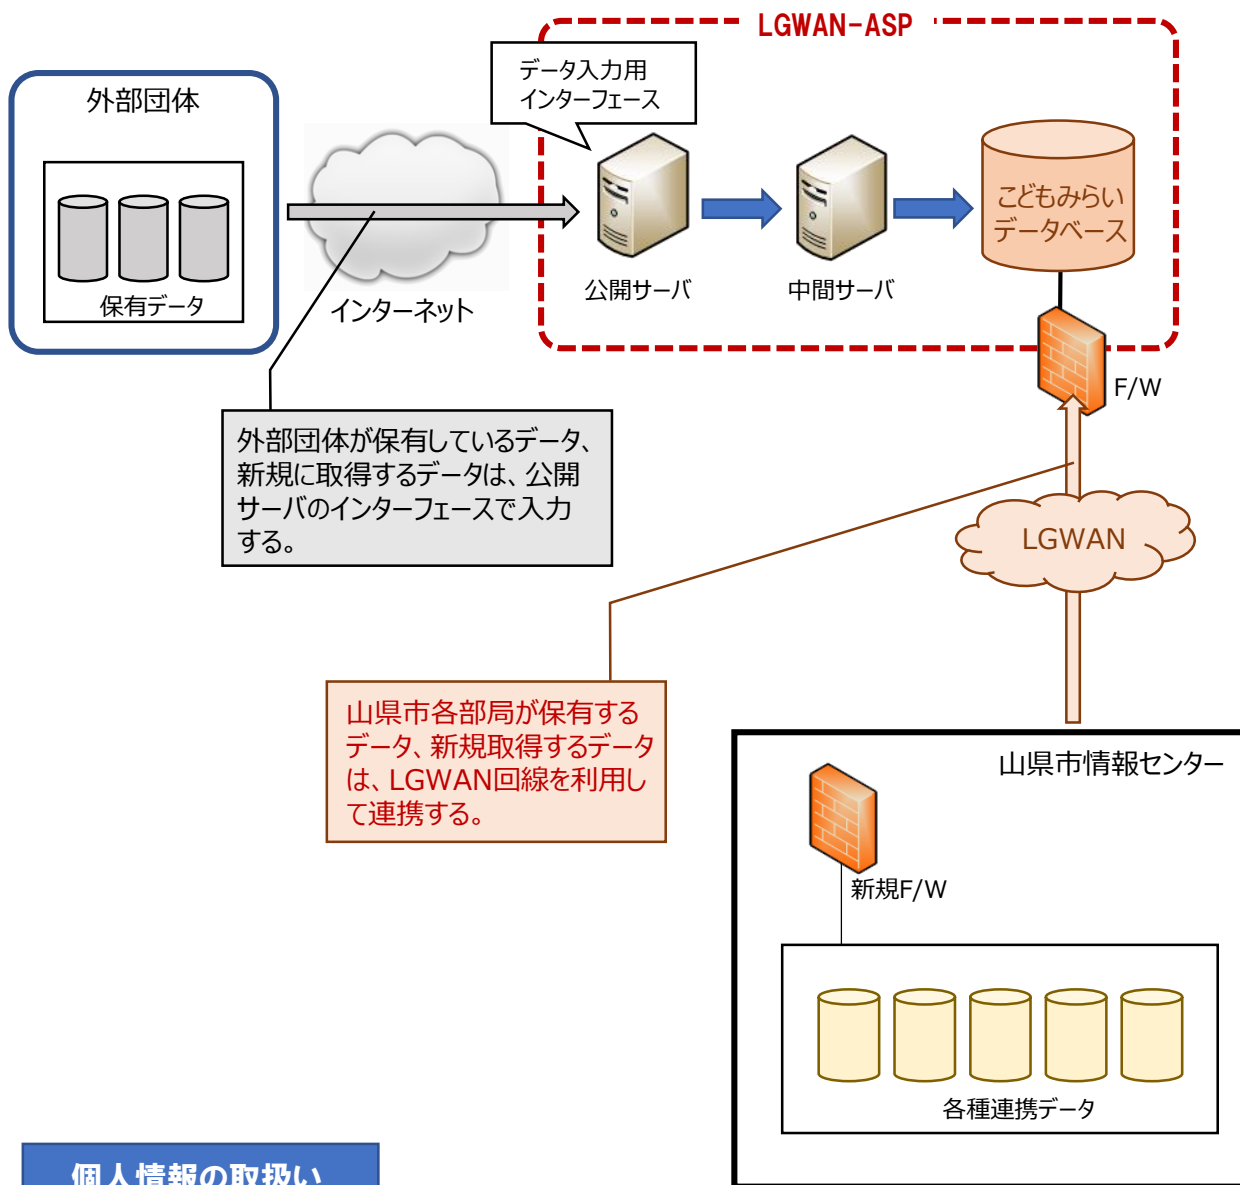 LGWAN-ASP
データ入力用
インターフェース
外部団体
保有データ
インターネット
公開サーバ
中間サーバ
こどもみらい
データベース
F/W
外部団体が保有しているデータ、
新規に取得するデータは、公開
サーバのインターフェースで入力
する。
LGWAN
山県市各部局が保有する
データ、新規取得するデータ
は、LGWAN回線を利用し
て連携する。
山県市情報センター
新規F/W
各種連携データ
個人情報の取扱い